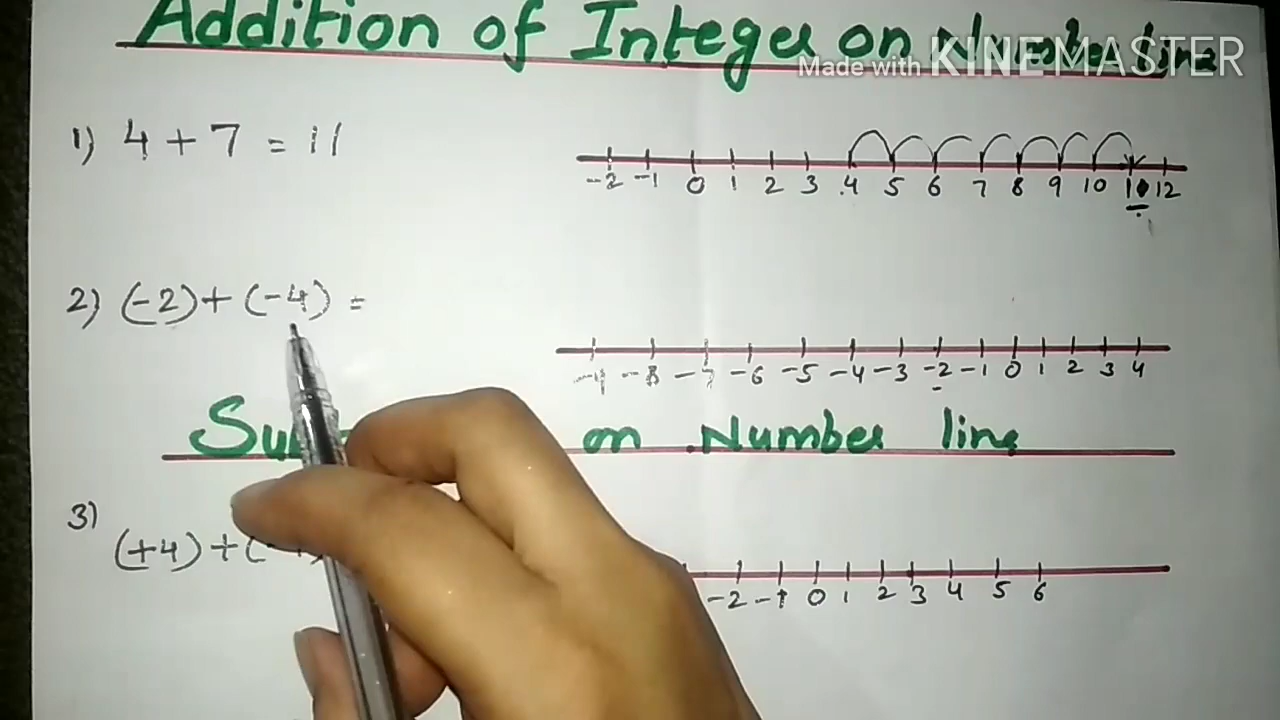 Addition of Integer on Number line
Made with KINEMASTER
1) 4 + 7 = 11
-2 -1 0 1 2 3 4 5 6 7 8 9 10 12
2) (-2) + (-4) =
-8 -7 -6 -5 -4 -3 -2 -1 0 1 2 3 4
on Number line
3)
(+4) + (
-2 -1 0 1 2 3 4 5 6